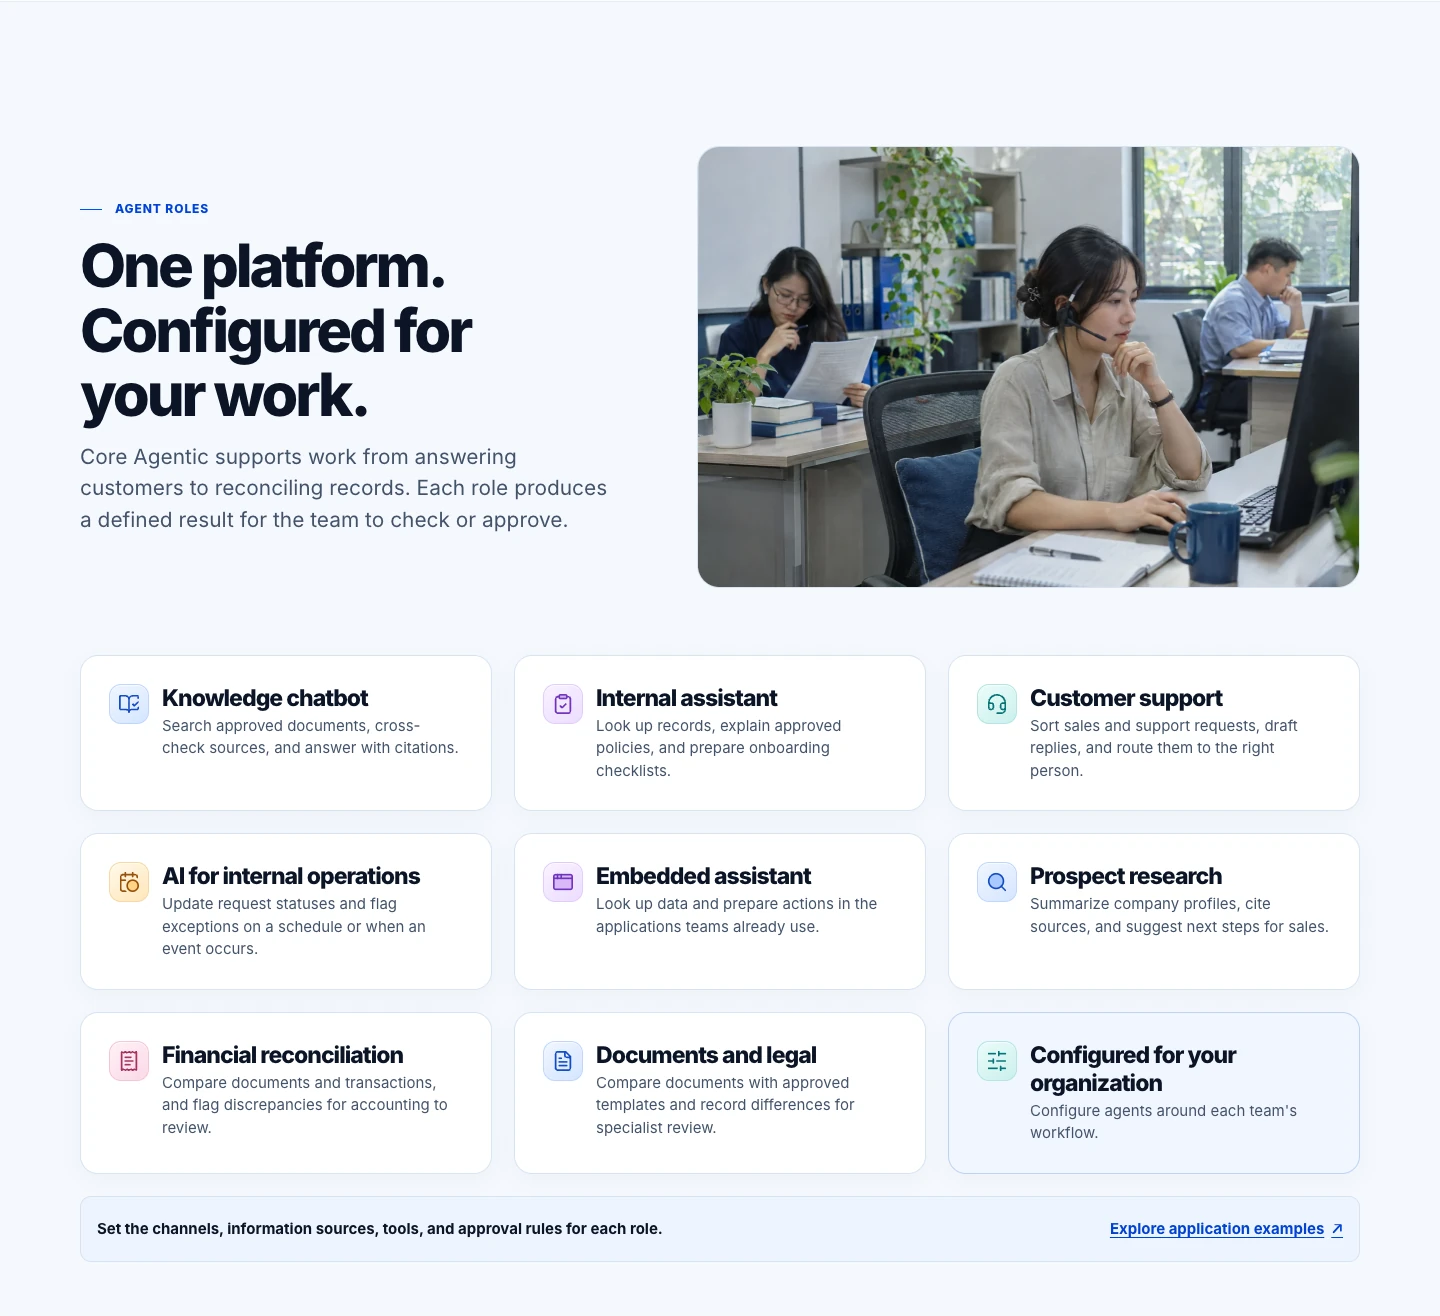 AGENT ROLES
One platform.
Configured for
your work.
Core Agentic supports work from answering
customers to reconciling records. Each role produces
a defined result for the team to check or approve.
Knowledge chatbot
Search approved documents, cross-
check sources, and answer with citations.
Internal assistant
Look up records, explain approved
policies, and prepare onboarding
checklists.
Customer support
Sort sales and support requests, draft
replies, and route them to the right
person.
AI for internal operations
Update request statuses and flag
exceptions on a schedule or when an
event occurs.
Embedded assistant
Look up data and prepare actions in the
applications teams already use.
Prospect research
Summarize company profiles, cite
sources, and suggest next steps for sales.
Financial reconciliation
Compare documents and transactions,
and flag discrepancies for accounting to
review.
Documents and legal
Compare documents with approved
templates and record differences for
specialist review.
Configured for your
organization
Configure agents around each team's
workflow.
Set the channels, information sources, tools, and approval rules for each role.
Explore application examples ↗